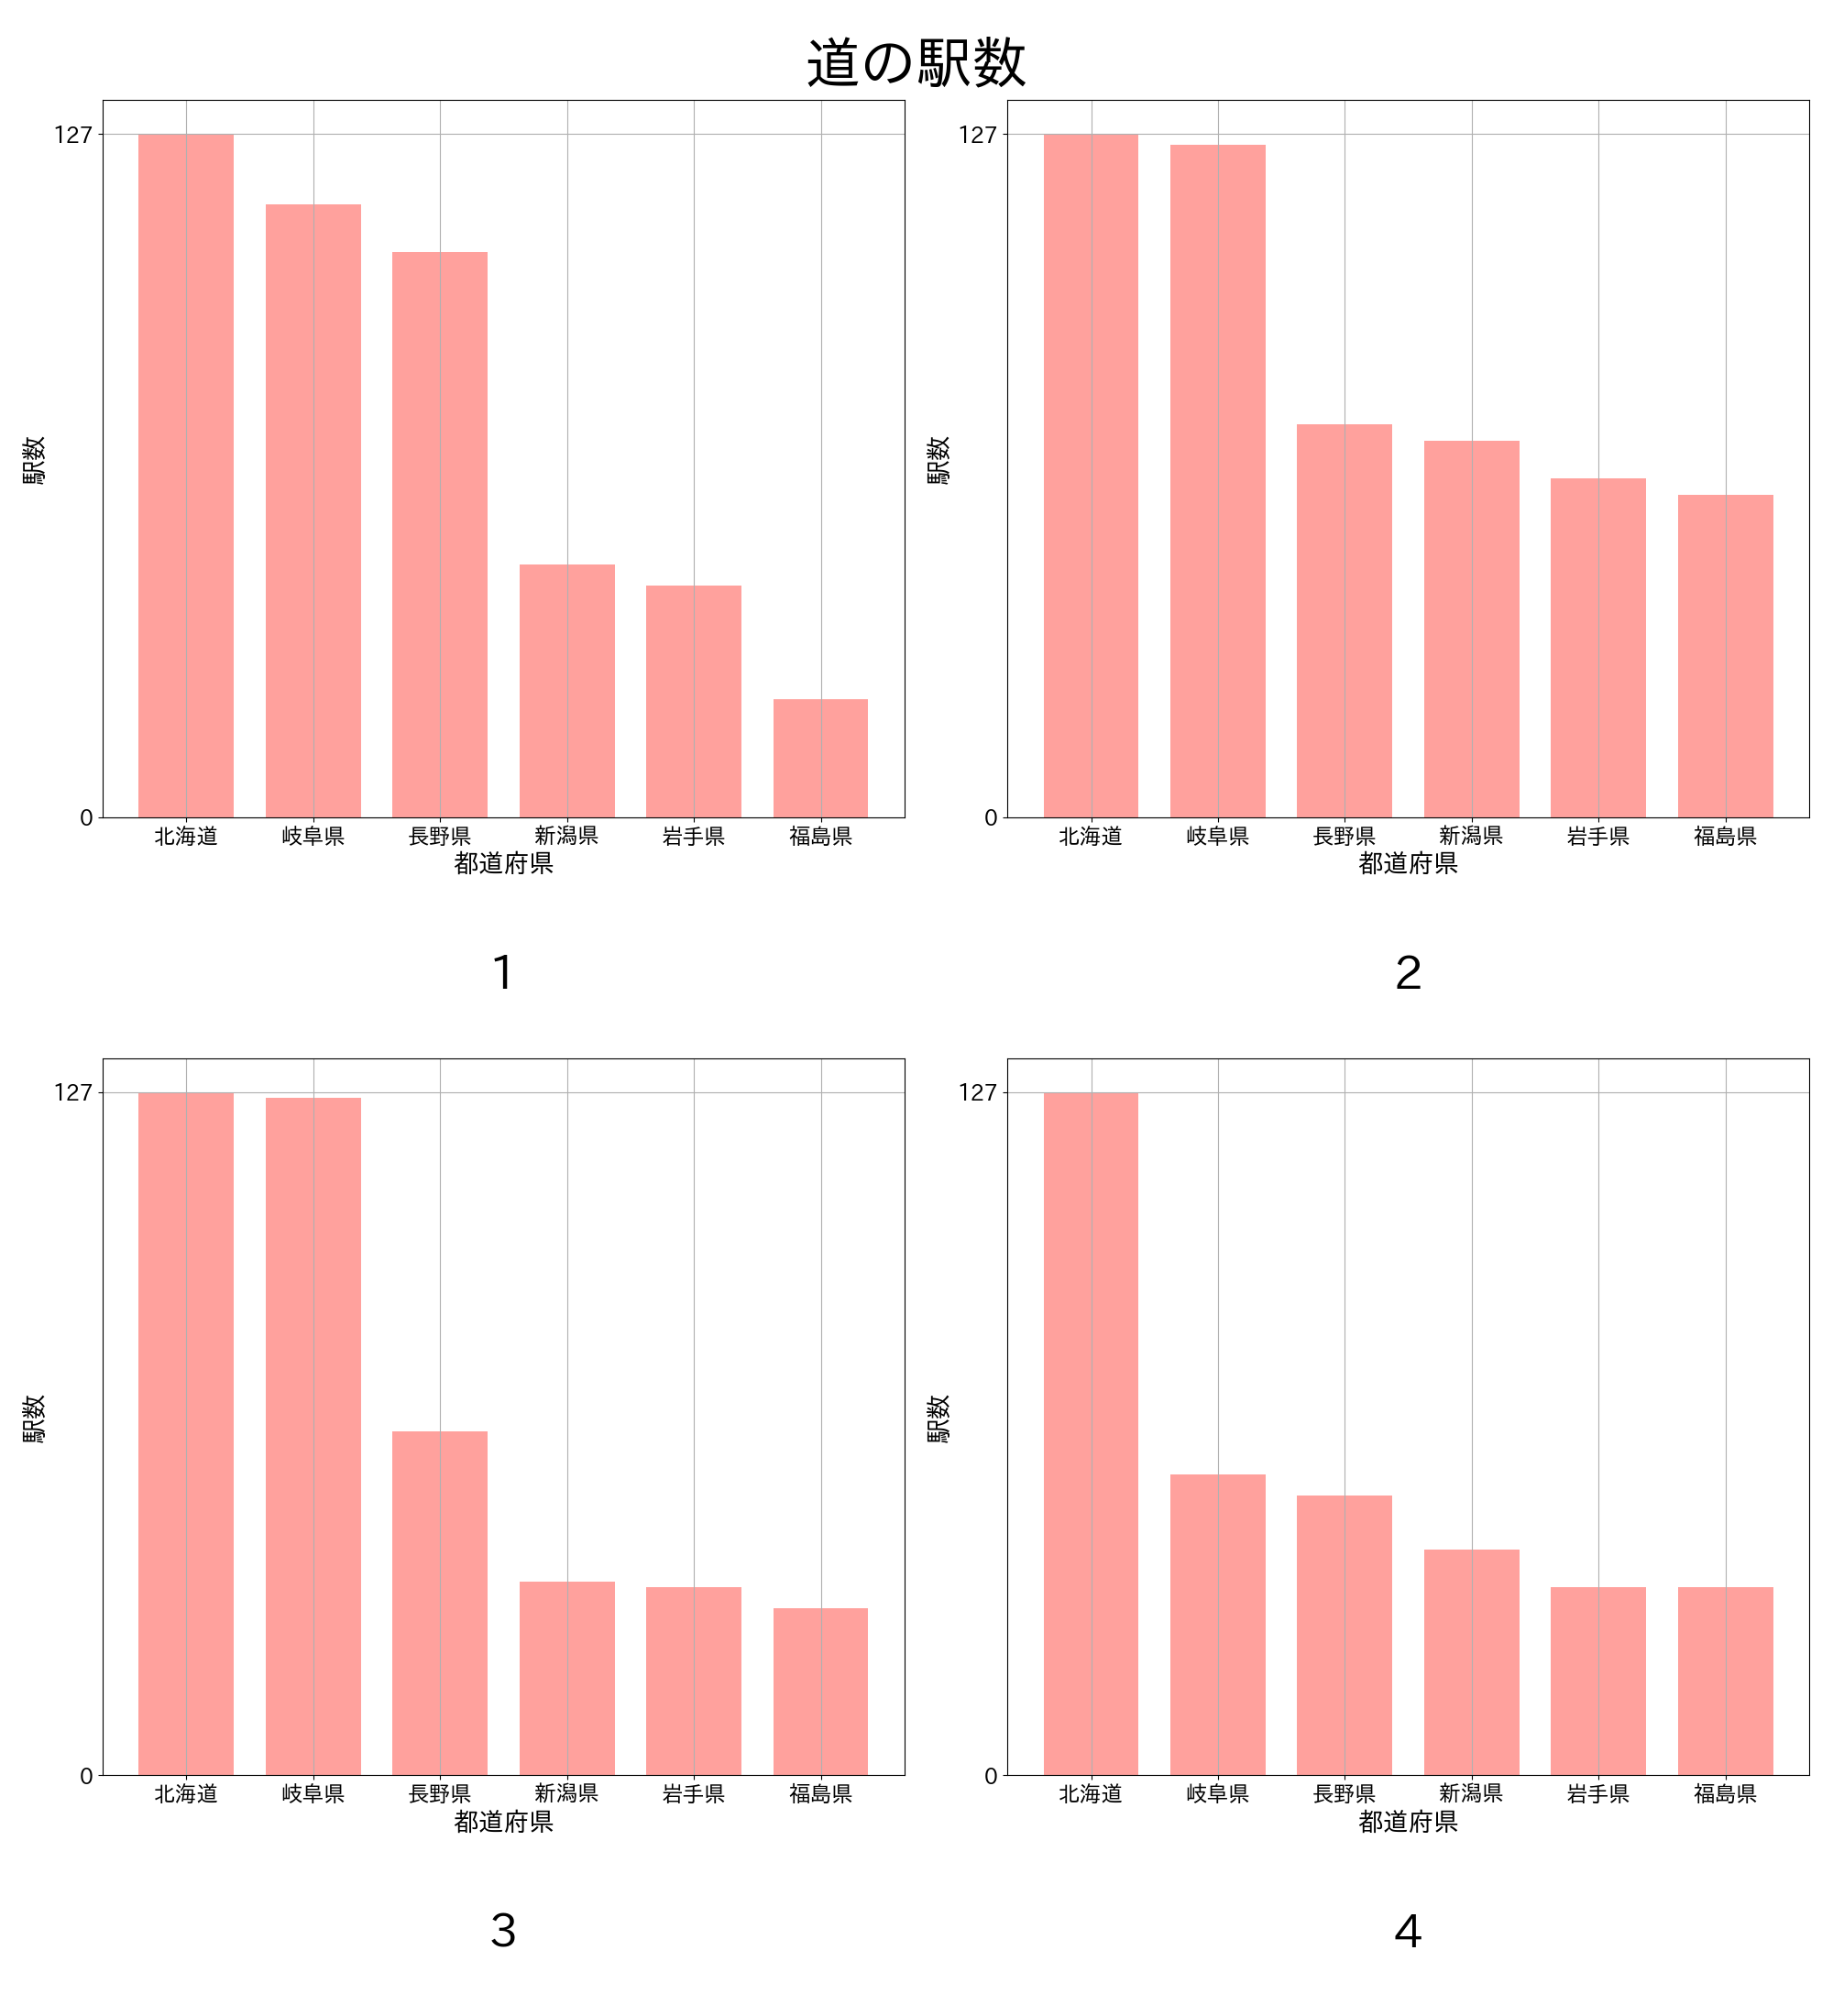 道の駅数
127
駅数
0
北海道 岐阜県 長野県 新潟県 岩手県 福島県
都道府県
1
127
駅数
0
北海道 岐阜県 長野県 新潟県 岩手県 福島県
都道府県
2
127
駅数
0
北海道 岐阜県 長野県 新潟県 岩手県 福島県
都道府県
3
127
駅数
0
北海道 岐阜県 長野県 新潟県 岩手県 福島県
都道府県
4